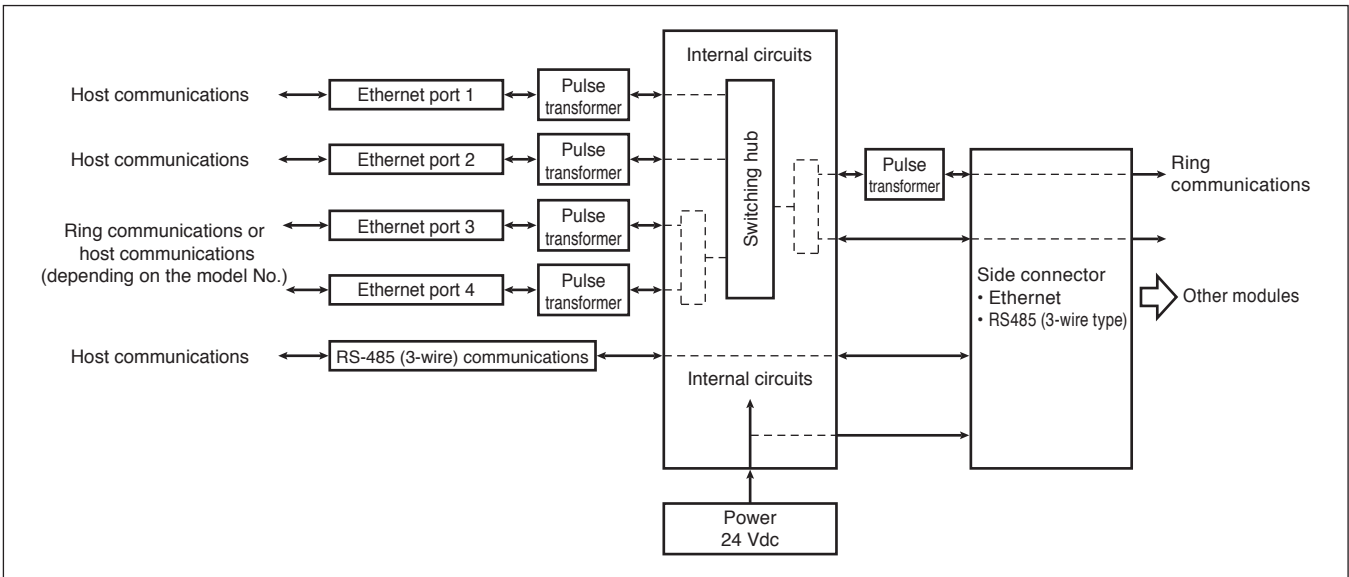 Internal circuits
Host communications
Ethernet port 1
Pulse
transformer
Host communications
Ethernet port 2
Pulse
transformer
Switching hub
Pulse
transformer
Ring
communications
Ring communications or
host communications
(depending on the model No.)
Ethernet port 3
Pulse
transformer
Ethernet port 4
Pulse
transformer
Side connector
• Ethernet
• RS485 (3-wire type)
Other modules
Host communications
RS-485 (3-wire) communications
Internal circuits
Power
24 Vdc